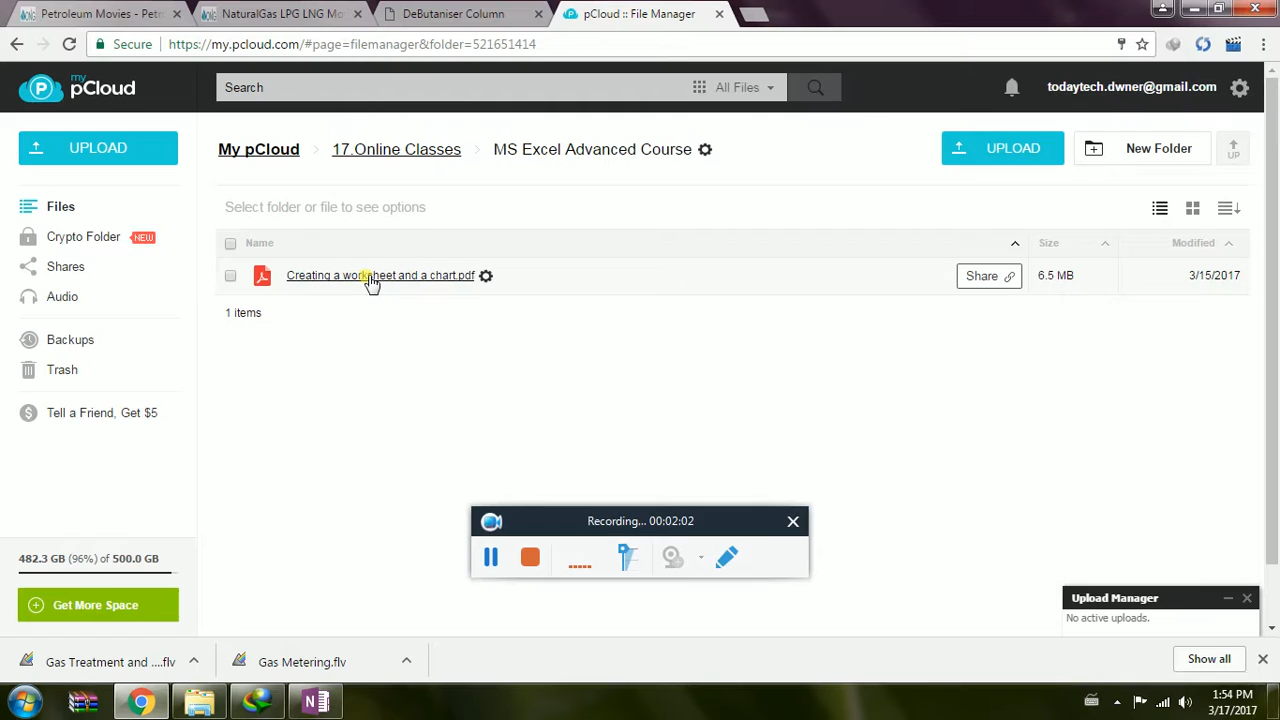 Petroleum Movies - Petro
NaturalGas LPG LNG Mov
DeButaniser Column
pCloud :: File Manager
Secure
https://my.pcloud.com/#page=filemanager&folder=521651414
my
pCloud
Search
All Files
todaytech.dwner@gmail.com
UPLOAD
My pCloud
17.Online Classes
MS Excel Advanced Course
UPLOAD
New Folder
UP
Files
Select folder or file to see options
Crypto Folder NEW
Name
Size
Modified
Shares
Creating a worksheet and a chart.pdf
Share
6.5 MB
3/15/2017
Audio
1 items
Backups
Trash
Tell a Friend, Get $5
Recording... 00:02:02
482.3 GB (96%) of 500.0 GB
Get More Space
Upload Manager
No active uploads.
Gas Treatment and ....flv
Gas Metering.flv
Show all
1:54 PM
3/17/2017